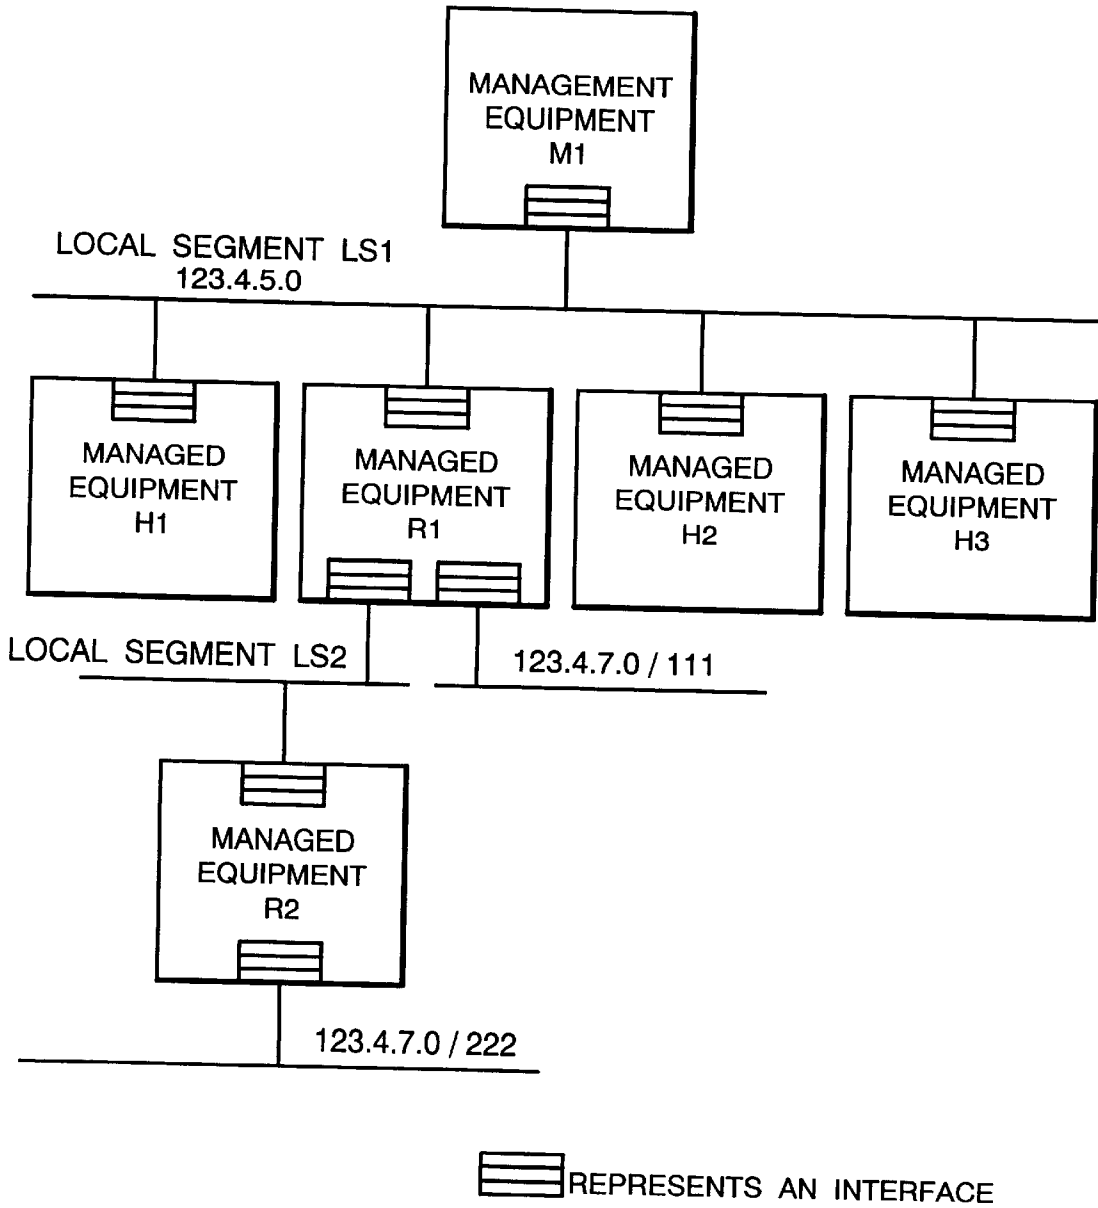 MANAGEMENT
EQUIPMENT
M1
LOCAL SEGMENT LS1
123.4.5.0
MANAGED
EQUIPMENT
H1
MANAGED
EQUIPMENT
R1
MANAGED
EQUIPMENT
H2
MANAGED
EQUIPMENT
H3
LOCAL SEGMENT LS2
123.4.7.0 / 111
MANAGED
EQUIPMENT
R2
123.4.7.0 / 222
REPRESENTS AN INTERFACE